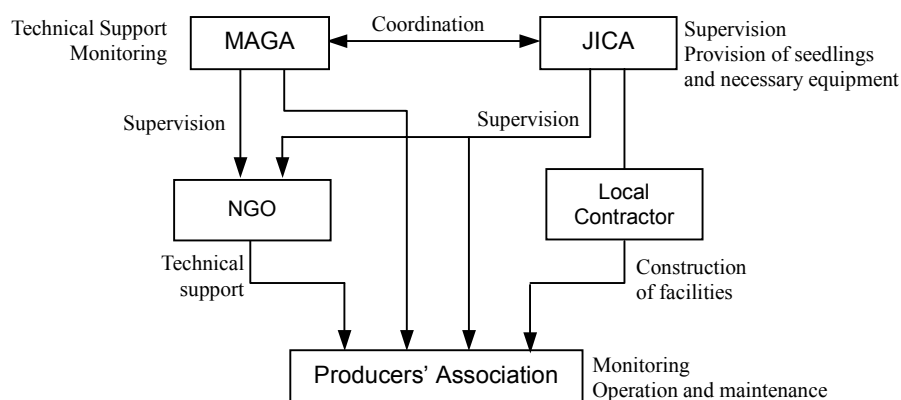 Technical Support
Monitoring
MAGA
Coordination
JICA
Supervision
Provision of seedlings
and necessary equipment
Supervision
Supervision
NGO
Local
Contractor
Technical
support
Construction
of facilities
Producers’ Association
Monitoring
Operation and maintenance